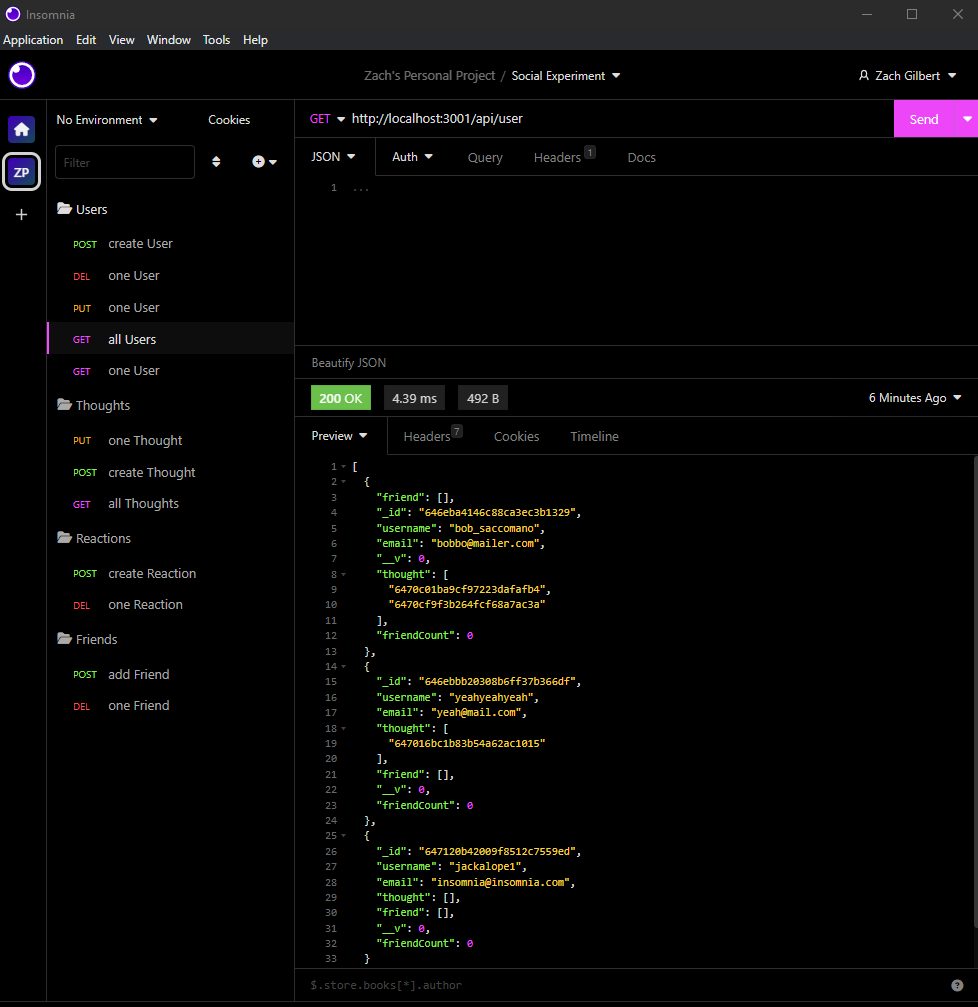 Insomnia
Application Edit View Window Tools Help
Zach's Personal Project / Social Experiment
Zach Gilbert
No Environment
Cookies
GET http://localhost:3001/api/user
Send
ZP
Filter
JSON
Auth
Query
Headers 1
Docs
1 ...
Users
POST create User
DEL one User
PUT one User
GET all Users
GET one User
Thoughts
PUT one Thought
POST create Thought
GET all Thoughts
Reactions
POST create Reaction
DEL one Reaction
Friends
POST add Friend
DEL one Friend
Beautify JSON
200 OK
4.39 ms
492 B
6 Minutes Ago
Preview
Headers 7
Cookies
Timeline
1 [
2 {
3 "friend": [],
4 "_id": "646eba4146c88ca3ec3b1329",
5 "username": "bob_saccomano",
6 "email": "bobbo@mailer.com",
7 "__v": 0,
8 "thought": [
9 "6470c01ba9cf97223dafafb4",
10 "6470cf9f3b264fcf68a7ac3a"
11 ],
12 "friendCount": 0
13 },
14 {
15 "_id": "646ebbb20308b6ff37b366df",
16 "username": "yeahyeahyeah",
17 "email": "yeah@mail.com",
18 "thought": [
19 "647016bc1b83b54a62ac1015"
20 ],
21 "friend": [],
22 "__v": 0,
23 "friendCount": 0
24 },
25 {
26 "_id": "647120b42009f8512c7559ed",
27 "username": "jackalope1",
28 "email": "insomnia@insomnia.com",
29 "thought": [],
30 "friend": [],
31 "__v": 0,
32 "friendCount": 0
33 }
$.store.books[*].author